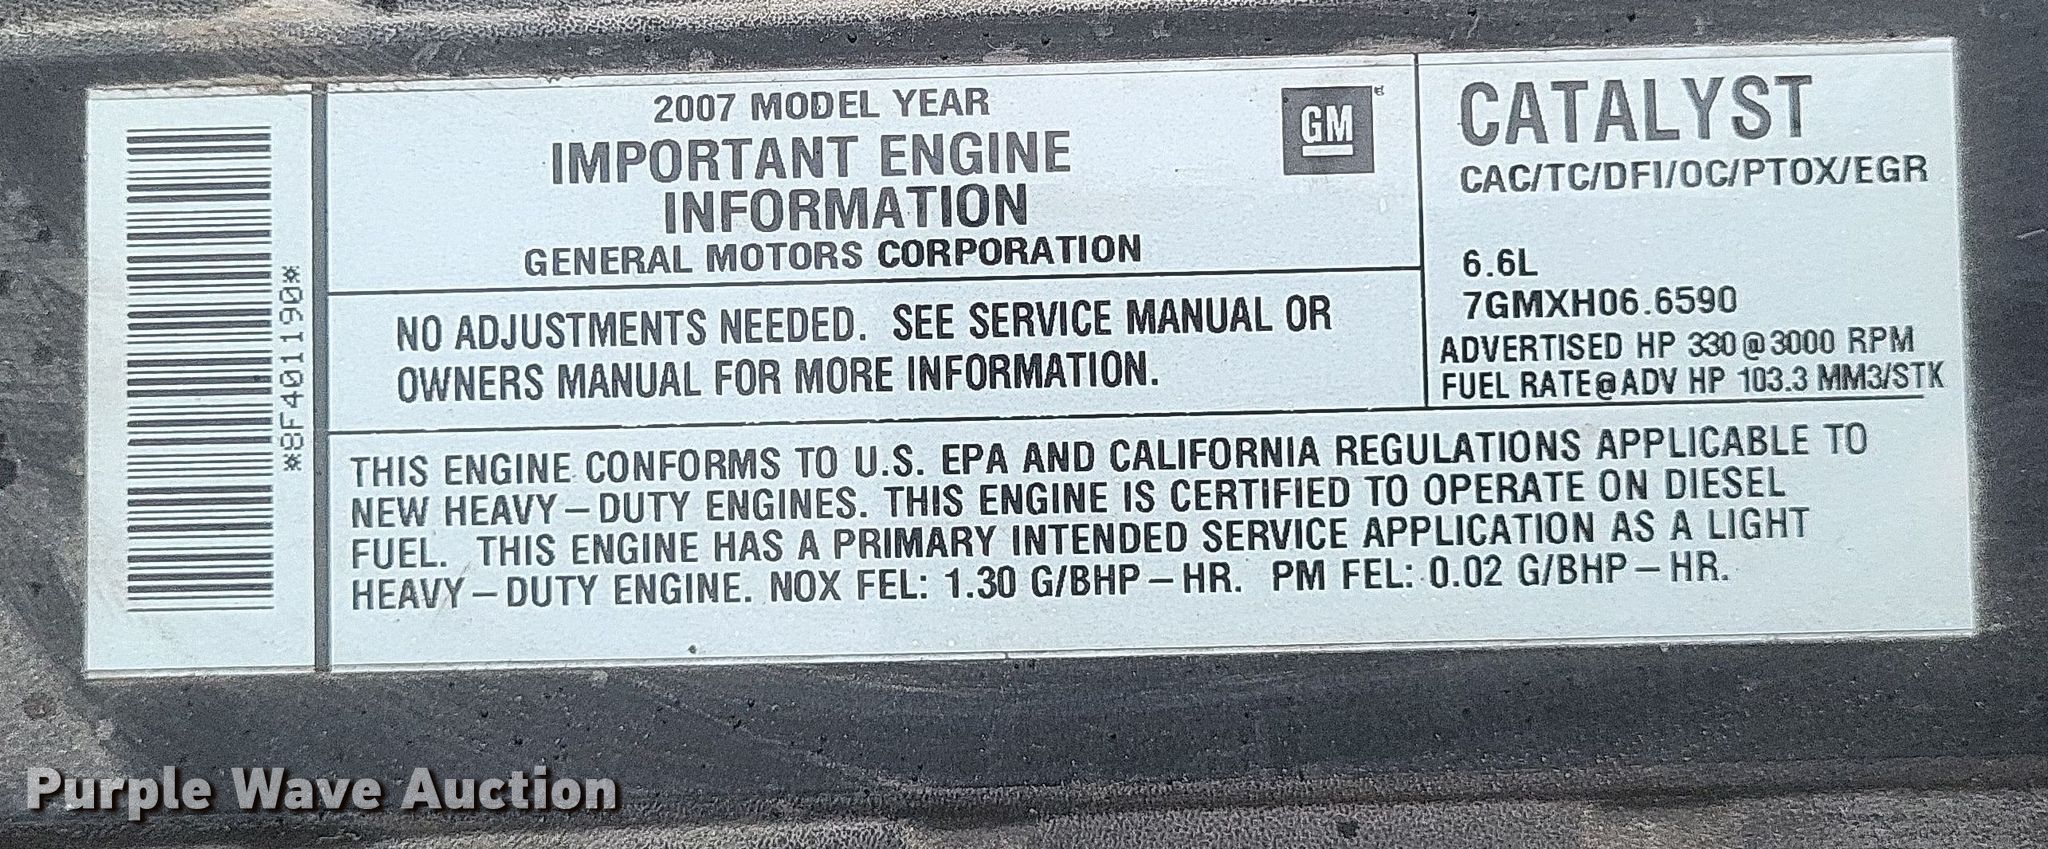 *8F401190*
2007 MODEL YEAR
IMPORTANT ENGINE
INFORMATION
GENERAL MOTORS CORPORATION
GM
NO ADJUSTMENTS NEEDED. SEE SERVICE MANUAL OR
OWNERS MANUAL FOR MORE INFORMATION.
CATALYST
CAC/TC/DFI/OC/PTOX/EGR
6.6L
7GMXH06.6590
ADVERTISED HP 330@3000 RPM
FUEL RATE@ADV HP 103.3 MM3/STK
THIS ENGINE CONFORMS TO U.S. EPA AND CALIFORNIA REGULATIONS APPLICABLE TO
NEW HEAVY-DUTY ENGINES. THIS ENGINE IS CERTIFIED TO OPERATE ON DIESEL
FUEL. THIS ENGINE HAS A PRIMARY INTENDED SERVICE APPLICATION AS A LIGHT
HEAVY-DUTY ENGINE. NOX FEL: 1.30 G/BHP-HR. PM FEL: 0.02 G/BHP-HR.
Purple Wave Auction